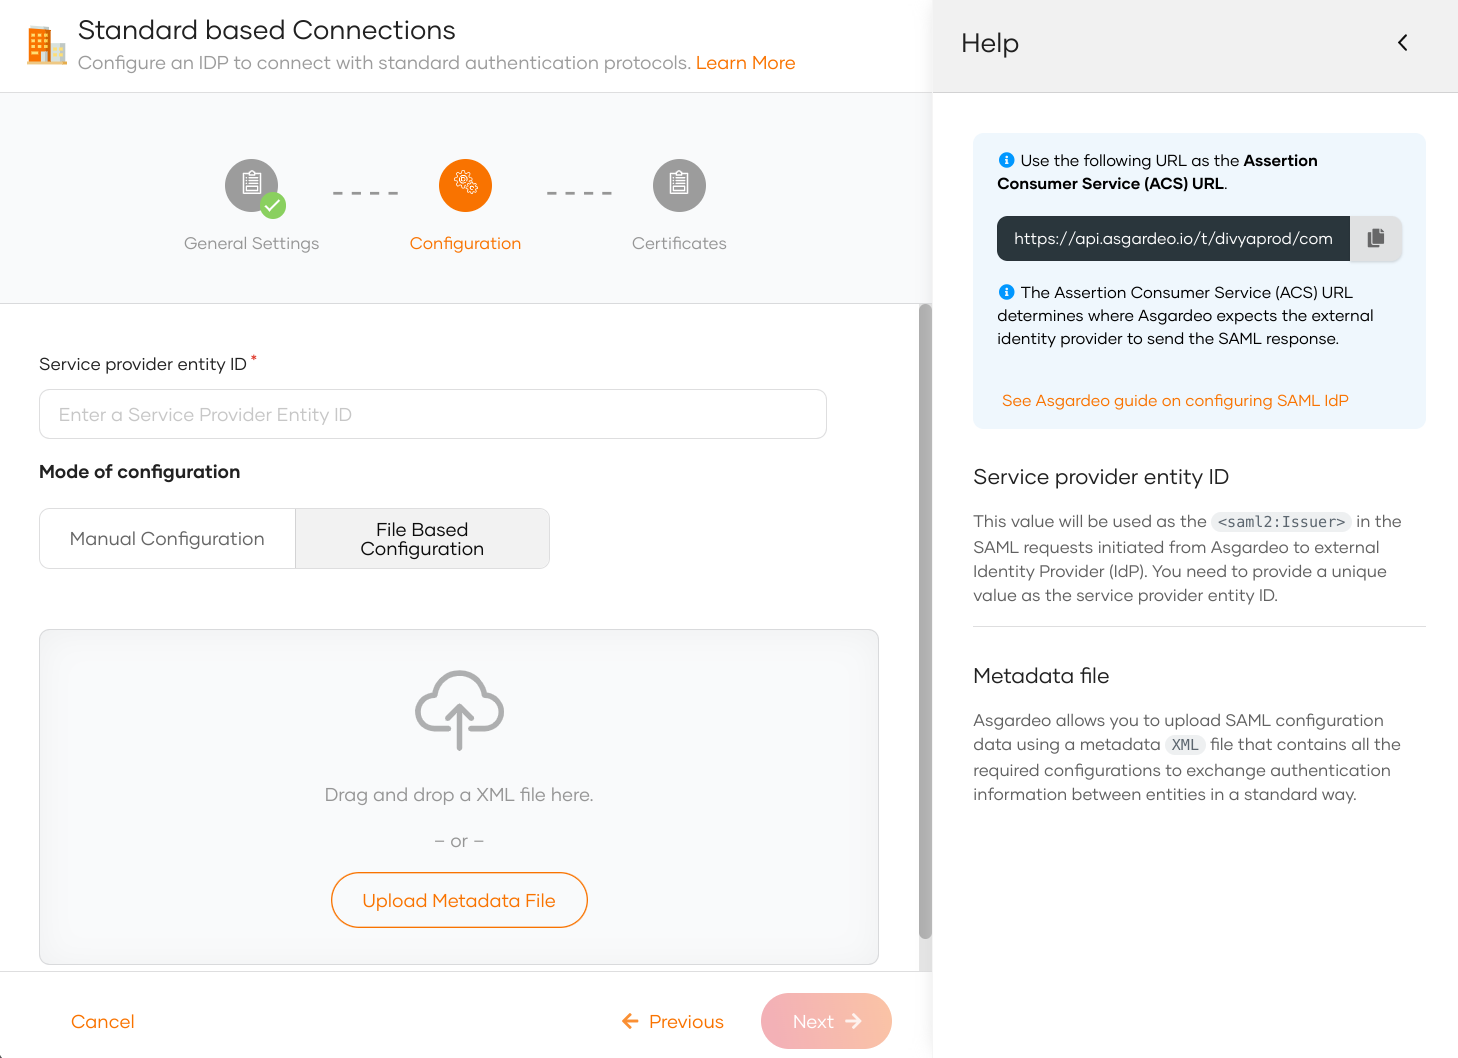 Standard based Connections
Configure an IDP to connect with standard authentication protocols. Learn More
General Settings
Configuration
Certificates
Service provider entity ID *
Enter a Service Provider Entity ID
Mode of configuration
Manual Configuration
File Based
Configuration
Drag and drop a XML file here.
– or –
Upload Metadata File
Cancel
Previous
Next
Help
Use the following URL as the Assertion
Consumer Service (ACS) URL.
https://api.asgardeo.io/t/divyaprod/com
The Assertion Consumer Service (ACS) URL
determines where Asgardeo expects the external
identity provider to send the SAML response.
See Asgardeo guide on configuring SAML IdP
Service provider entity ID
This value will be used as the <saml2:Issuer> in the
SAML requests initiated from Asgardeo to external
Identity Provider (IdP). You need to provide a unique
value as the service provider entity ID.
Metadata file
Asgardeo allows you to upload SAML configuration
data using a metadata XML file that contains all the
required configurations to exchange authentication
information between entities in a standard way.